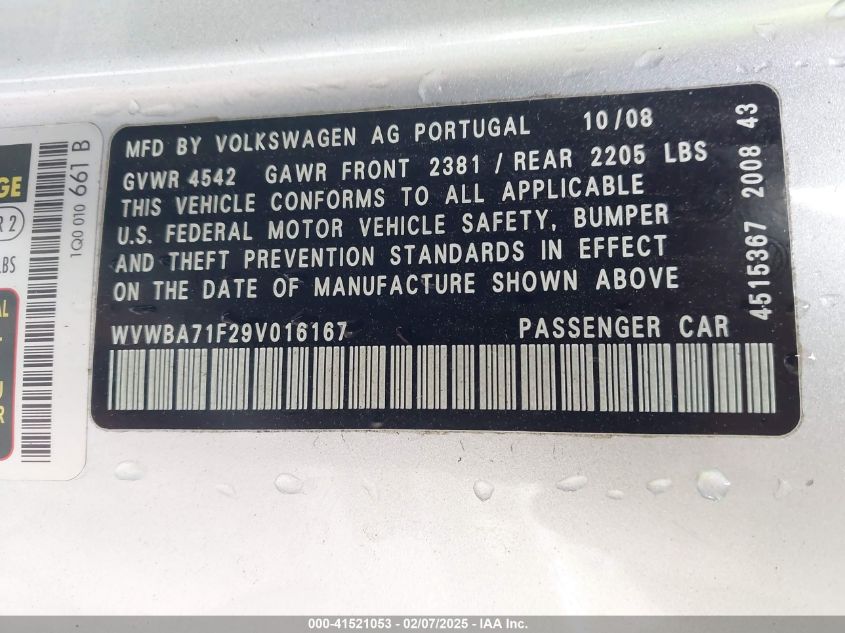 MFD BY VOLKSWAGEN AG PORTUGAL 10/08
GVWR 4542 GAWR FRONT 2381 / REAR 2205 LBS
THIS VEHICLE CONFORMS TO ALL APPLICABLE
U.S. FEDERAL MOTOR VEHICLE SAFETY, BUMPER
AND THEFT PREVENTION STANDARDS IN EFFECT
ON THE DATE OF MANUFACTURE SHOWN ABOVE
WVWBA71F29V016167 PASSENGER CAR
4515367 2008 43
1Q0 010 661 B
R 2
000-41521053 — 02/07/2025 — IAA Inc.